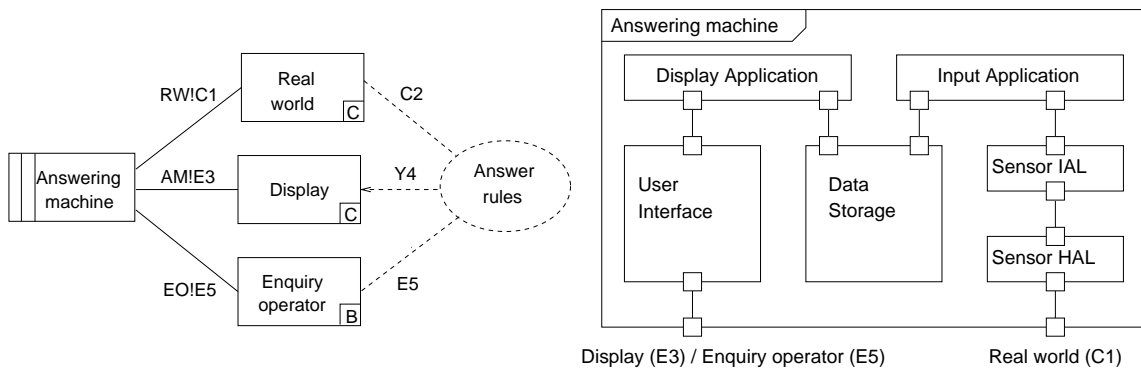 Real
world
C
RW!C1
C2
Answering
machine
AM!E3
Display
C
Y4
Answer
rules
EO!E5
Enquiry
operator
B
E5
Answering machine
Display Application
Input Application
User
Interface
Data
Storage
Sensor IAL
Sensor HAL
Display (E3) / Enquiry operator (E5)
Real world (C1)